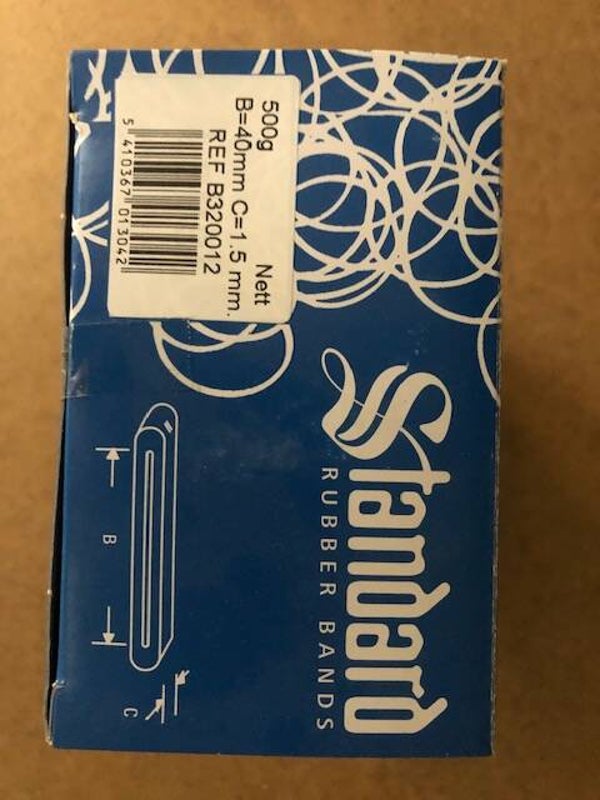 500g Nett
B=40mm C=1.5 mm.
REF B320012
5 410367 013042
Standard
RUBBER BANDS
B
C